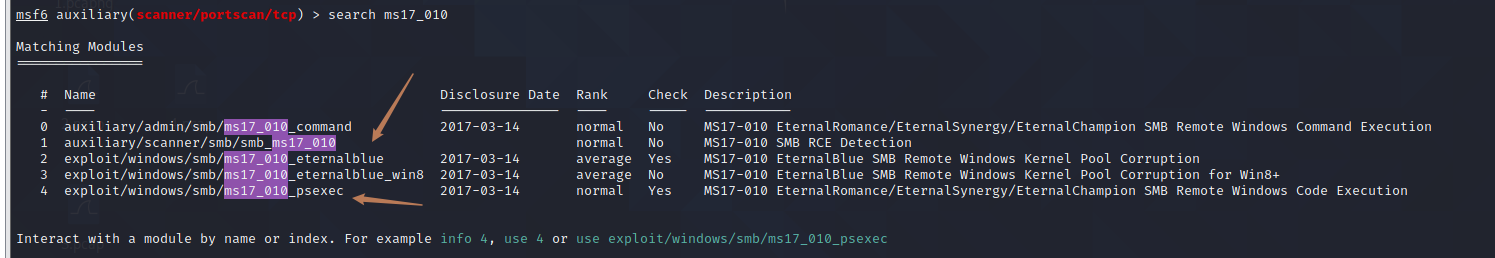 msf6 auxiliary(scanner/portscan/tcp) > search ms17_010
Matching Modules
================
# Name Disclosure Date Rank Check Description
- ---- --------------- ---- ----- -----------
0 auxiliary/admin/smb/ms17_010_command 2017-03-14 normal No MS17-010 EternalRomance/EternalSynergy/EternalChampion SMB Remote Windows Command Execution
1 auxiliary/scanner/smb/smb_ms17_010 normal No MS17-010 SMB RCE Detection
2 exploit/windows/smb/ms17_010_eternalblue 2017-03-14 average Yes MS17-010 EternalBlue SMB Remote Windows Kernel Pool Corruption
3 exploit/windows/smb/ms17_010_eternalblue_win8 2017-03-14 average No MS17-010 EternalBlue SMB Remote Windows Kernel Pool Corruption for Win8+
4 exploit/windows/smb/ms17_010_psexec 2017-03-14 normal Yes MS17-010 EternalRomance/EternalSynergy/EternalChampion SMB Remote Windows Code Execution
Interact with a module by name or index. For example info 4, use 4 or use exploit/windows/smb/ms17_010_psexec